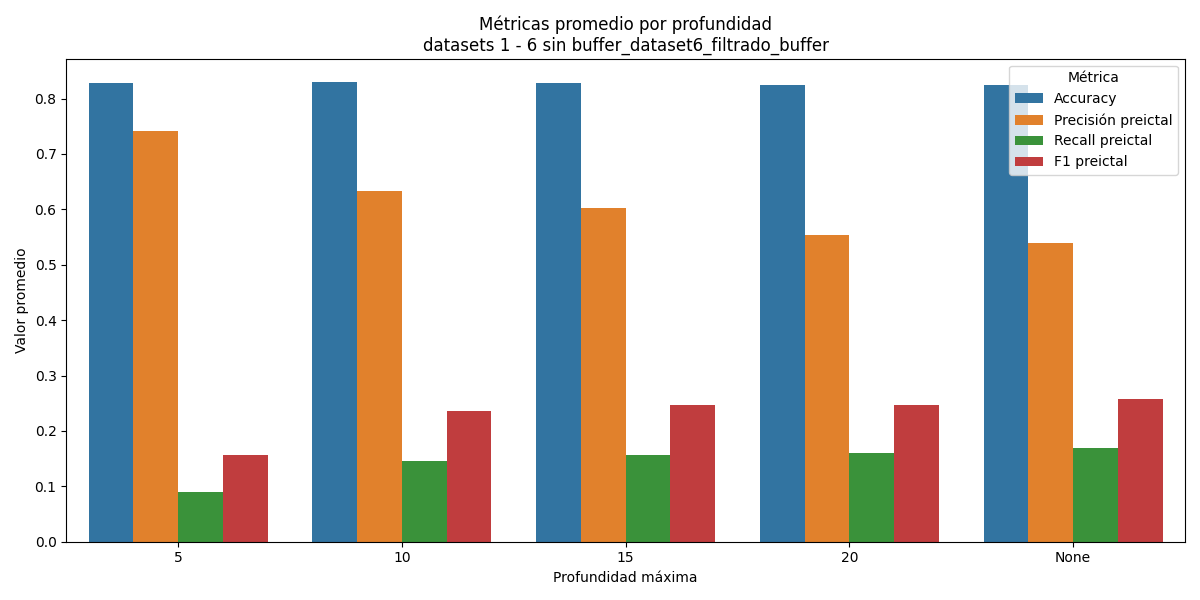 Métricas promedio por profundidad
datasets 1 - 6 sin buffer_dataset6_filtrado_buffer
Valor promedio
0.8
0.7
0.6
0.5
0.4
0.3
0.2
0.1
0.0
Métrica
Accuracy
Precisión preictal
Recall preictal
F1 preictal
5
10
15
20
None
Profundidad máxima